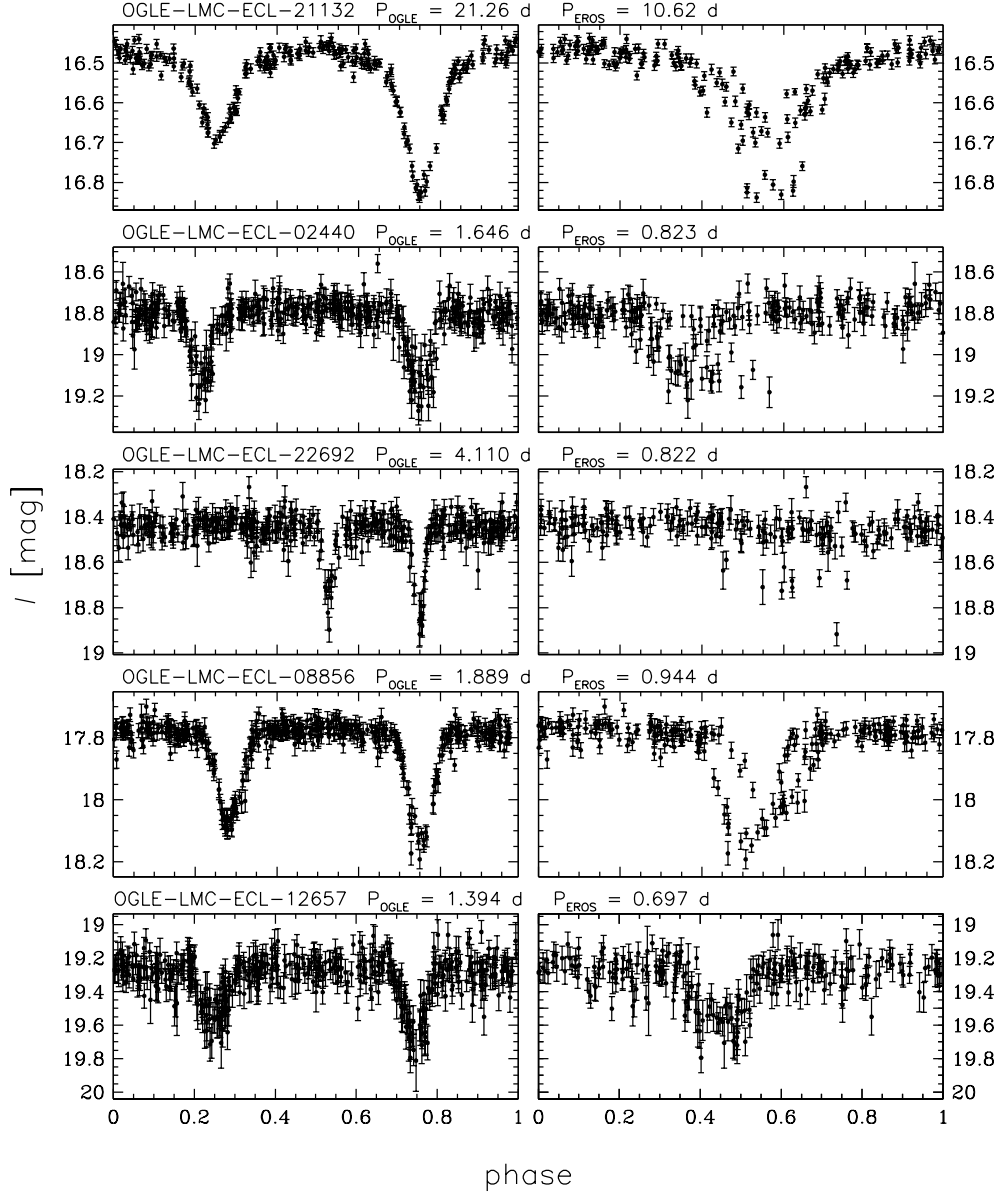 OGLE-LMC-ECL-21132 P_OGLE = 21.26 d P_EROS = 10.62 d
16.5 16.5
16.6 16.6
16.7 16.7
16.8 16.8
OGLE-LMC-ECL-02440 P_OGLE = 1.646 d P_EROS = 0.823 d
18.6 18.6
18.8 18.8
19 19
19.2 19.2
OGLE-LMC-ECL-22692 P_OGLE = 4.110 d P_EROS = 0.822 d
18.2 18.2
18.4 18.4
18.6 18.6
18.8 18.8
19 19
I [mag]
OGLE-LMC-ECL-08856 P_OGLE = 1.889 d P_EROS = 0.944 d
17.8 17.8
18 18
18.2 18.2
OGLE-LMC-ECL-12657 P_OGLE = 1.394 d P_EROS = 0.697 d
19 19
19.2 19.2
19.4 19.4
19.6 19.6
19.8 19.8
20 20
0 0.2 0.4 0.6 0.8 1 0 0.2 0.4 0.6 0.8 1
phase